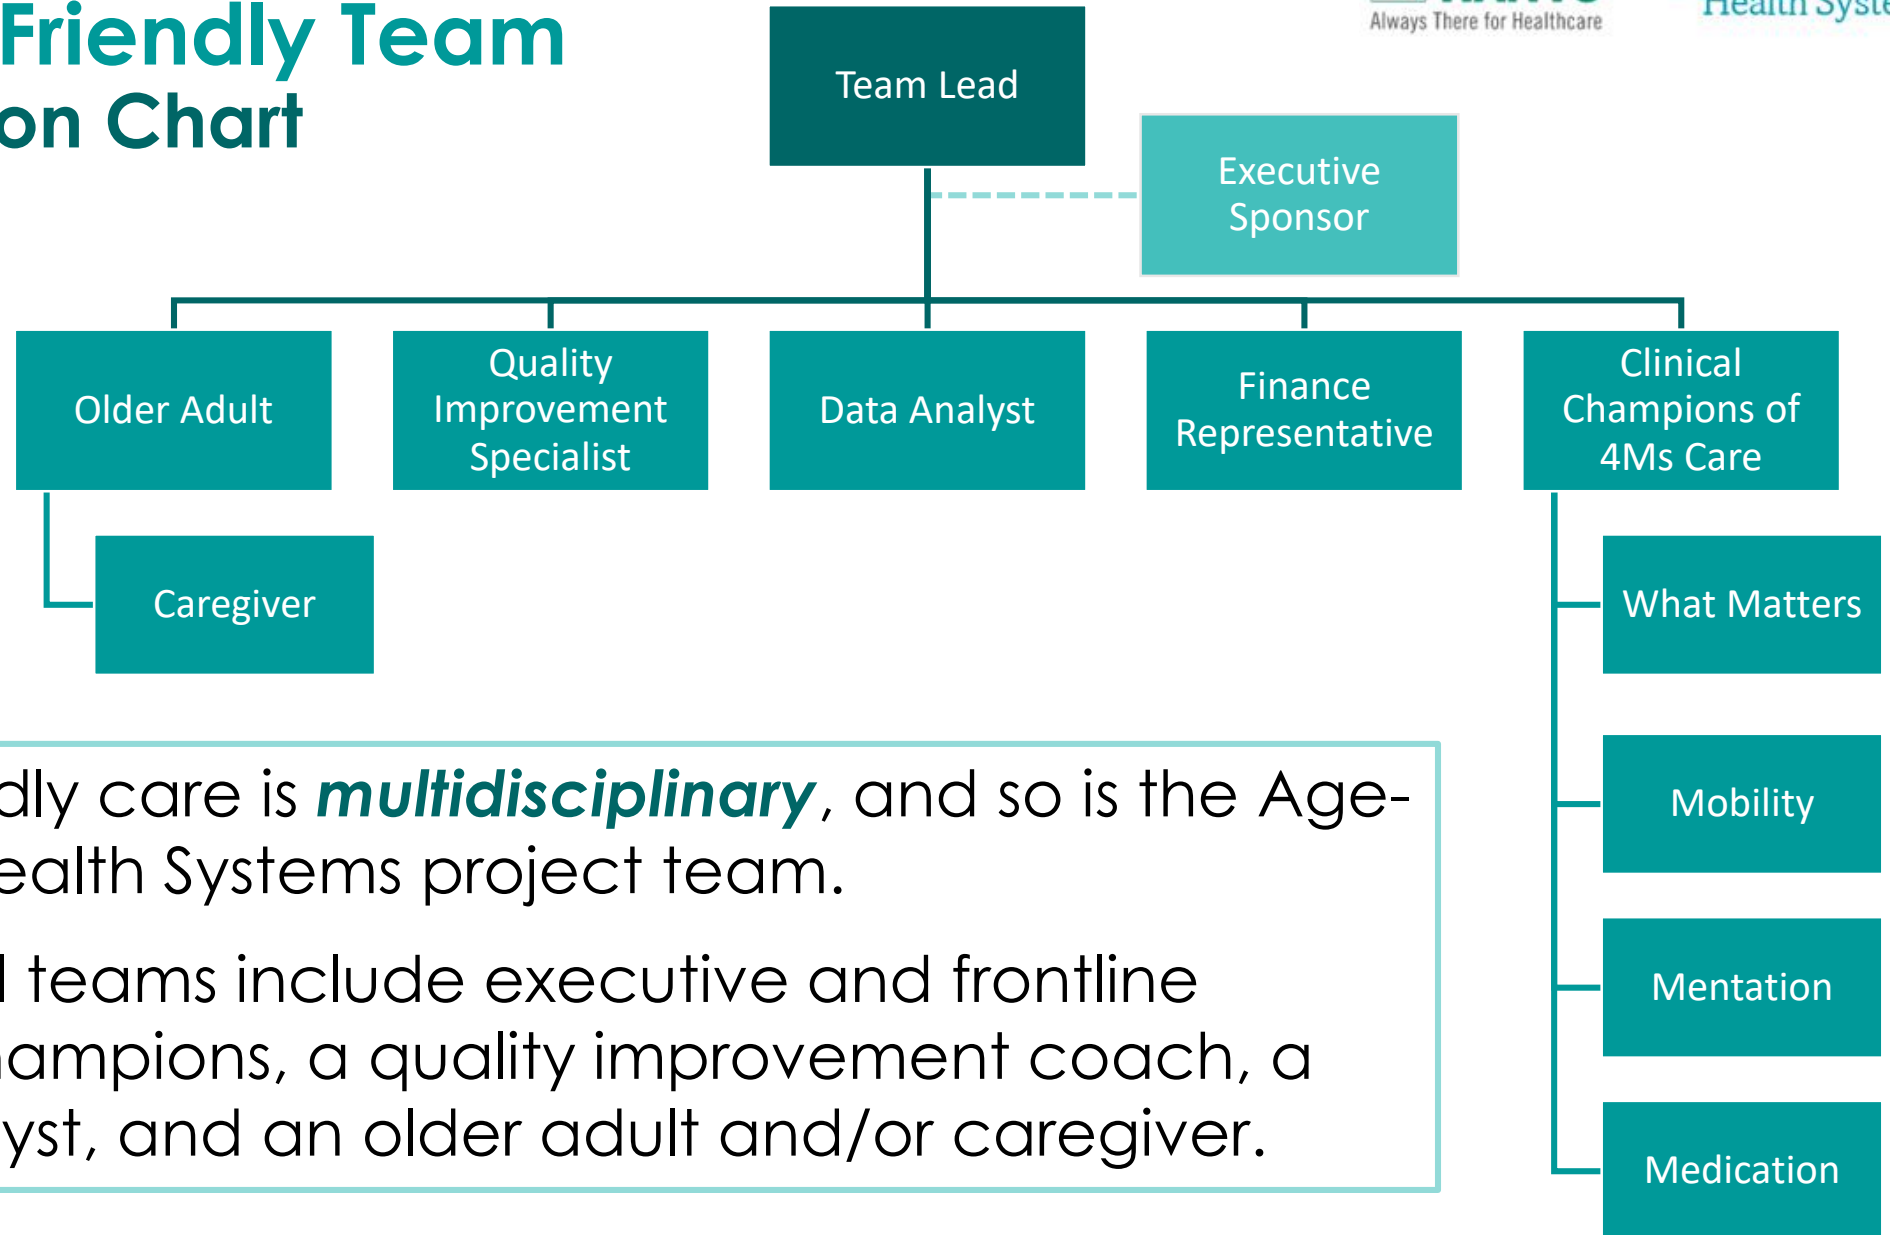 Friendly Team
on Chart
Always There for Healthcare
Health Syste
Team Lead
Executive
Sponsor
Older Adult
Quality
Improvement
Specialist
Data Analyst
Finance
Representative
Clinical
Champions of
4Ms Care
Caregiver
What Matters
Mobility
Mentation
Medication
dly care is multidisciplinary, and so is the Age-
ealth Systems project team.
l teams include executive and frontline
hampions, a quality improvement coach, a
yst, and an older adult and/or caregiver.